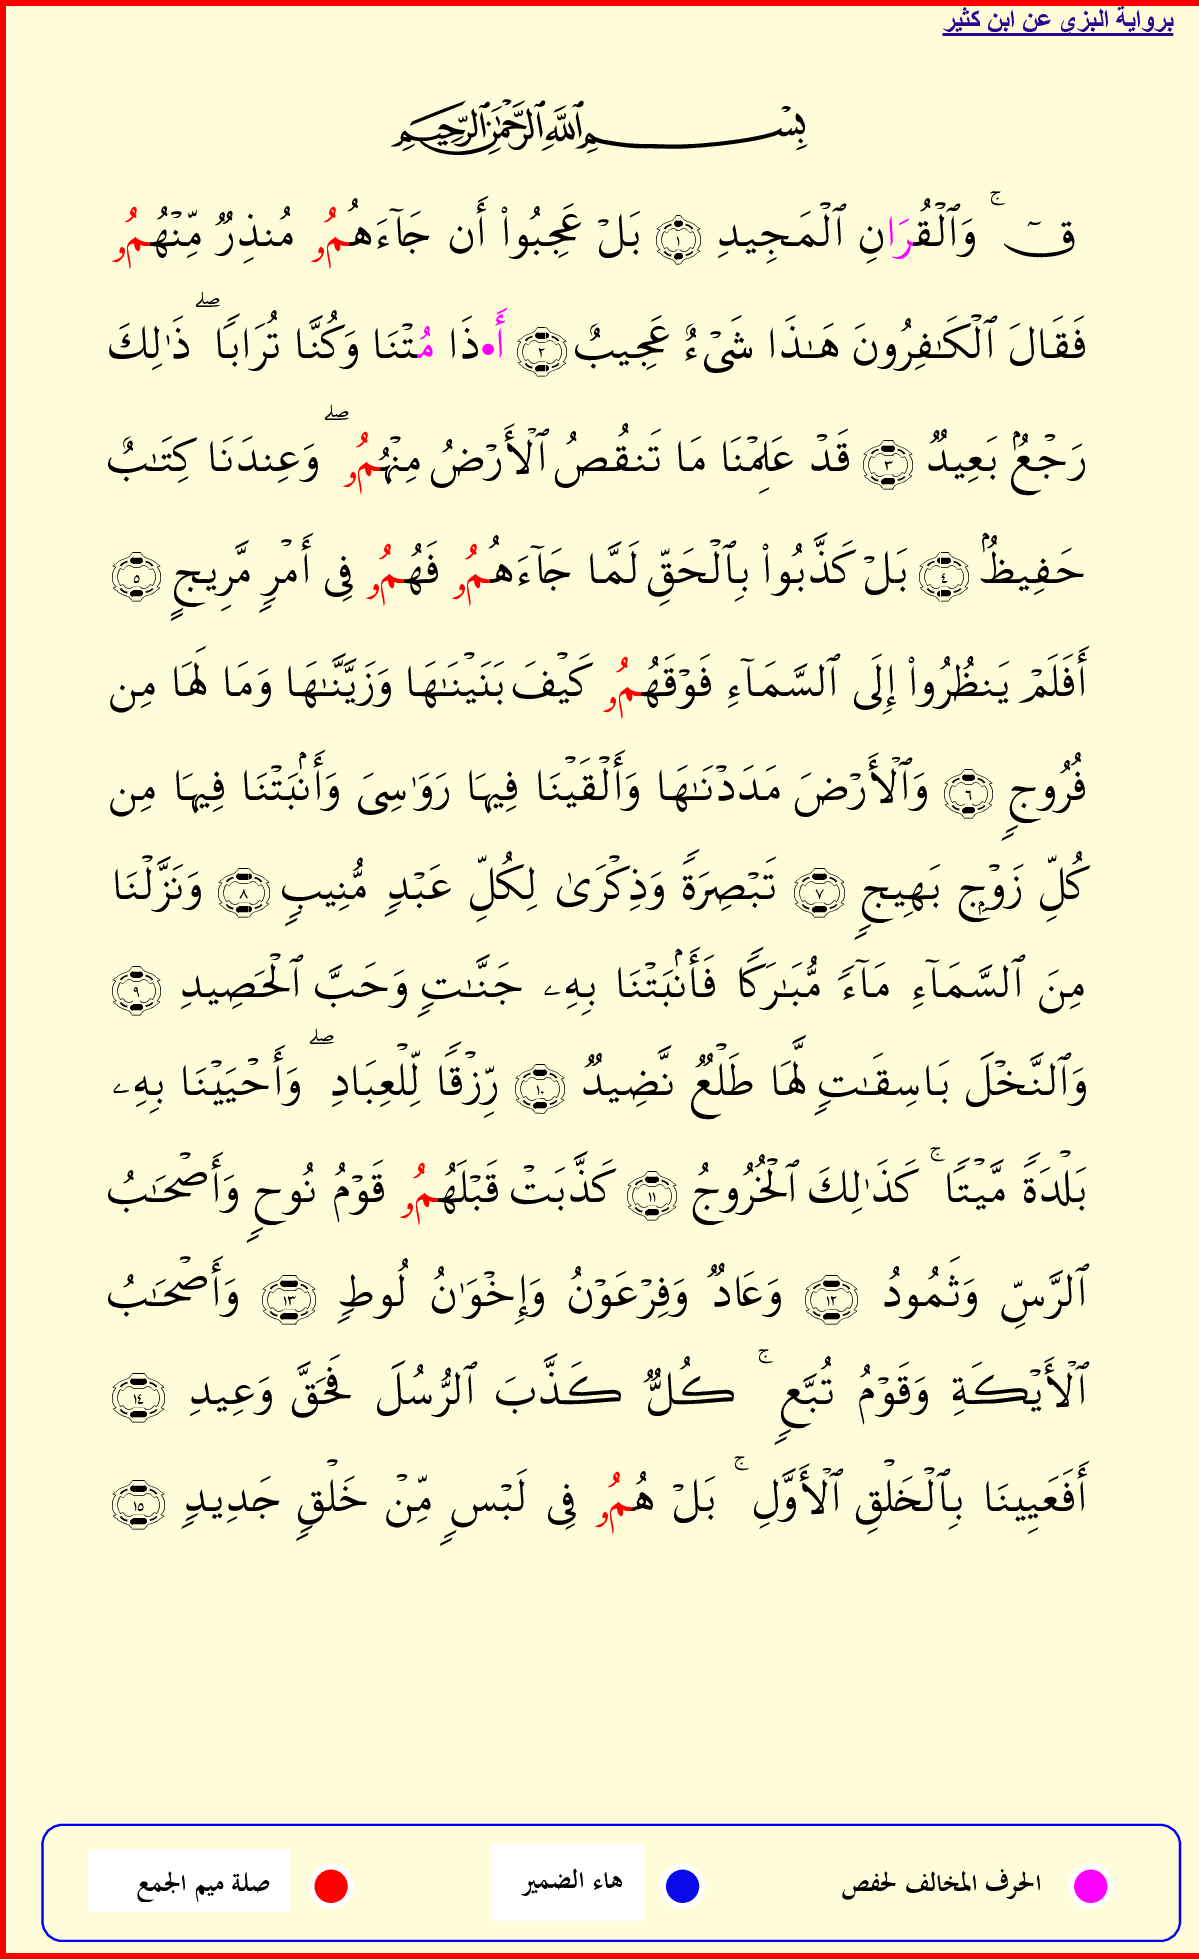 برواية البزي عن ابن كثير
بِسْمِ ٱللَّهِ ٱلرَّحْمَٰنِ ٱلرَّحِيمِ
قٓۚ وَٱلْقُرَانِ ٱلْمَجِيدِ ١ بَلْ عَجِبُوا۟ أَن جَآءَهُمُو مُنذِرٌ مِّنْهُمُو
فَقَالَ ٱلْكَٰفِرُونَ هَٰذَا شَىْءٌ عَجِيبٌ ٢ أَ•ذَا مُتْنَا وَكُنَّا تُرَابًاۖ ذَٰلِكَ
رَجْعٌۢ بَعِيدٌ ٣ قَدْ عَلِمْنَا مَا تَنقُصُ ٱلْأَرْضُ مِنْهُمُوۖ وَعِندَنَا كِتَٰبٌ
حَفِيظٌۢ ٤ بَلْ كَذَّبُوا۟ بِٱلْحَقِّ لَمَّا جَآءَهُمُو فَهُمُو فِى أَمْرٍ مَّرِيجٍ ٥
أَفَلَمْ يَنظُرُوا۟ إِلَى ٱلسَّمَآءِ فَوْقَهُمُو كَيْفَ بَنَيْنَٰهَا وَزَيَّنَّٰهَا وَمَا لَهَا مِن
فُرُوجٍ ٦ وَٱلْأَرْضَ مَدَدْنَٰهَا وَأَلْقَيْنَا فِيهَا رَوَٰسِىَ وَأَنۢبَتْنَا فِيهَا مِن
كُلِّ زَوْجٍۭ بَهِيجٍ ٧ تَبْصِرَةً وَذِكْرَىٰ لِكُلِّ عَبْدٍ مُّنِيبٍ ٨ وَنَزَّلْنَا
مِنَ ٱلسَّمَآءِ مَآءً مُّبَٰرَكًا فَأَنۢبَتْنَا بِهِۦ جَنَّٰتٍ وَحَبَّ ٱلْحَصِيدِ ٩
وَٱلنَّخْلَ بَاسِقَٰتٍ لَّهَا طَلْعٌ نَّضِيدٌ ١٠ رِّزْقًا لِّلْعِبَادِۖ وَأَحْيَيْنَا بِهِۦ
بَلْدَةً مَّيْتًاۚ كَذَٰلِكَ ٱلْخُرُوجُ ١١ كَذَّبَتْ قَبْلَهُمُو قَوْمُ نُوحٍ وَأَصْحَٰبُ
ٱلرَّسِّ وَثَمُودُ ١٢ وَعَادٌ وَفِرْعَوْنُ وَإِخْوَٰنُ لُوطٍ ١٣ وَأَصْحَٰبُ
ٱلْأَيْكَةِ وَقَوْمُ تُبَّعٍۚ كُلٌّ كَذَّبَ ٱلرُّسُلَ فَحَقَّ وَعِيدِ ١٤
أَفَعَيِينَا بِٱلْخَلْقِ ٱلْأَوَّلِۚ بَلْ هُمُو فِى لَبْسٍ مِّنْ خَلْقٍ جَدِيدٍ ١٥
الحرف المخالف لحفص هاء الضمير صلة ميم الجمع